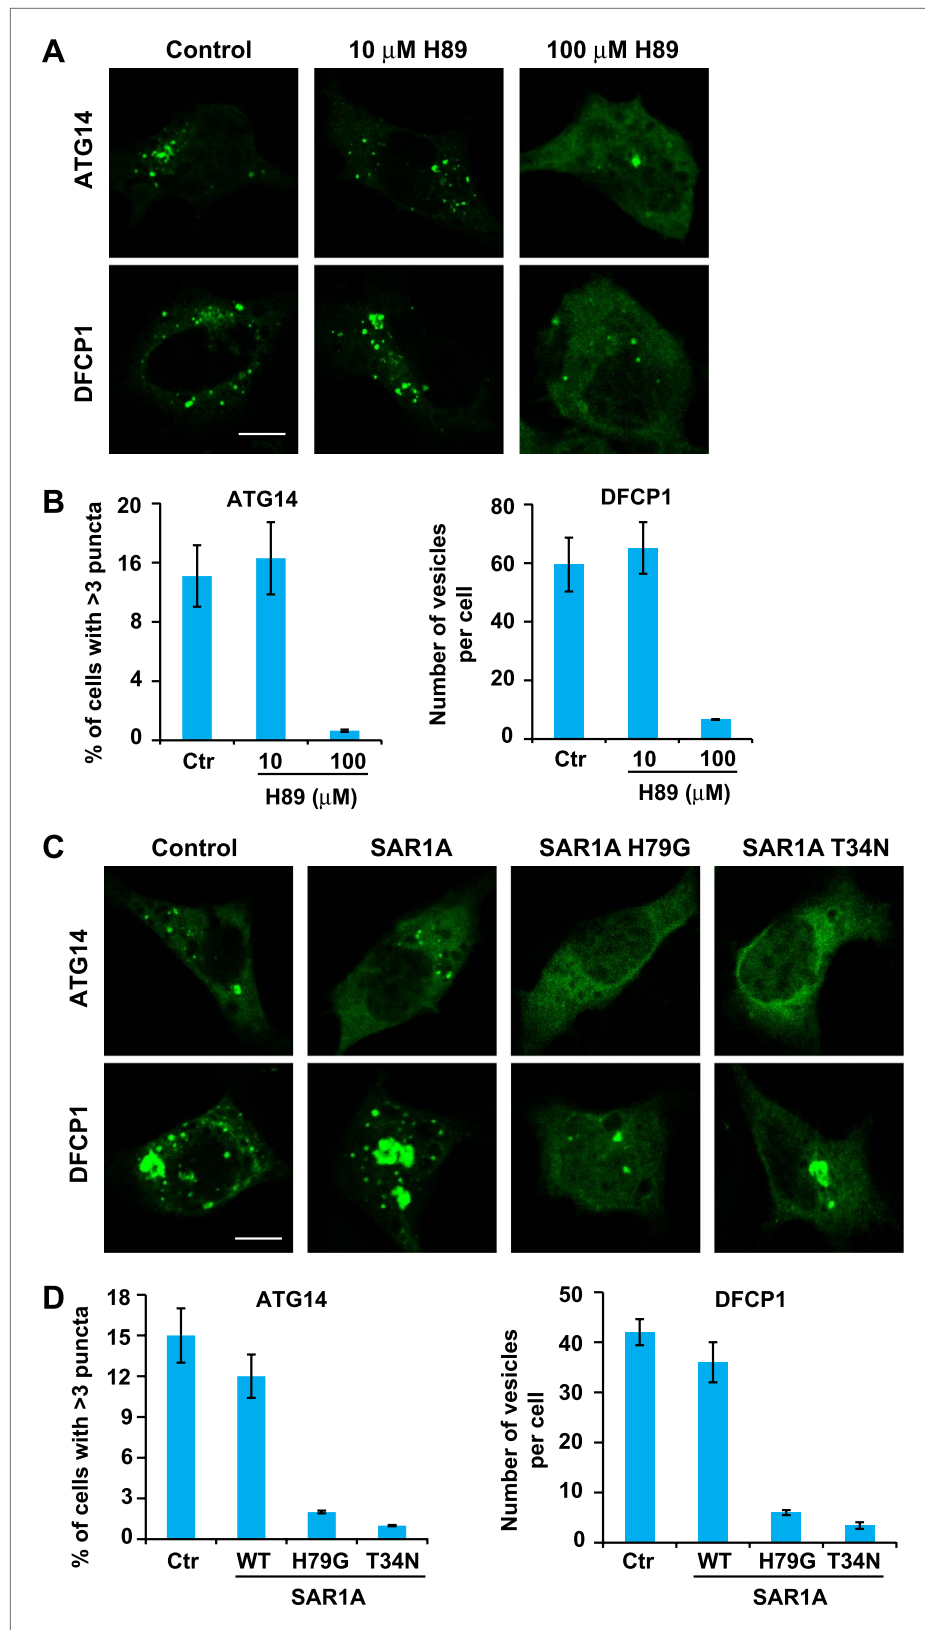 A
Control
10 μM H89
100 μM H89
ATG14
DFCP1
B
ATG14
% of cells with >3 puncta
20
16
8
4
0
Ctr
10
100
H89 (μM)
DFCP1
Number of vesicles
per cell
80
60
40
20
0
Ctr
10
100
H89 (μM)
C
Control
SAR1A
SAR1A H79G
SAR1A T34N
ATG14
DFCP1
D
ATG14
% of cells with >3 puncta
18
15
12
9
6
3
0
Ctr
WT
H79G
T34N
SAR1A
DFCP1
Number of vesicles
per cell
50
40
30
20
10
0
Ctr
WT
H79G
T34N
SAR1A